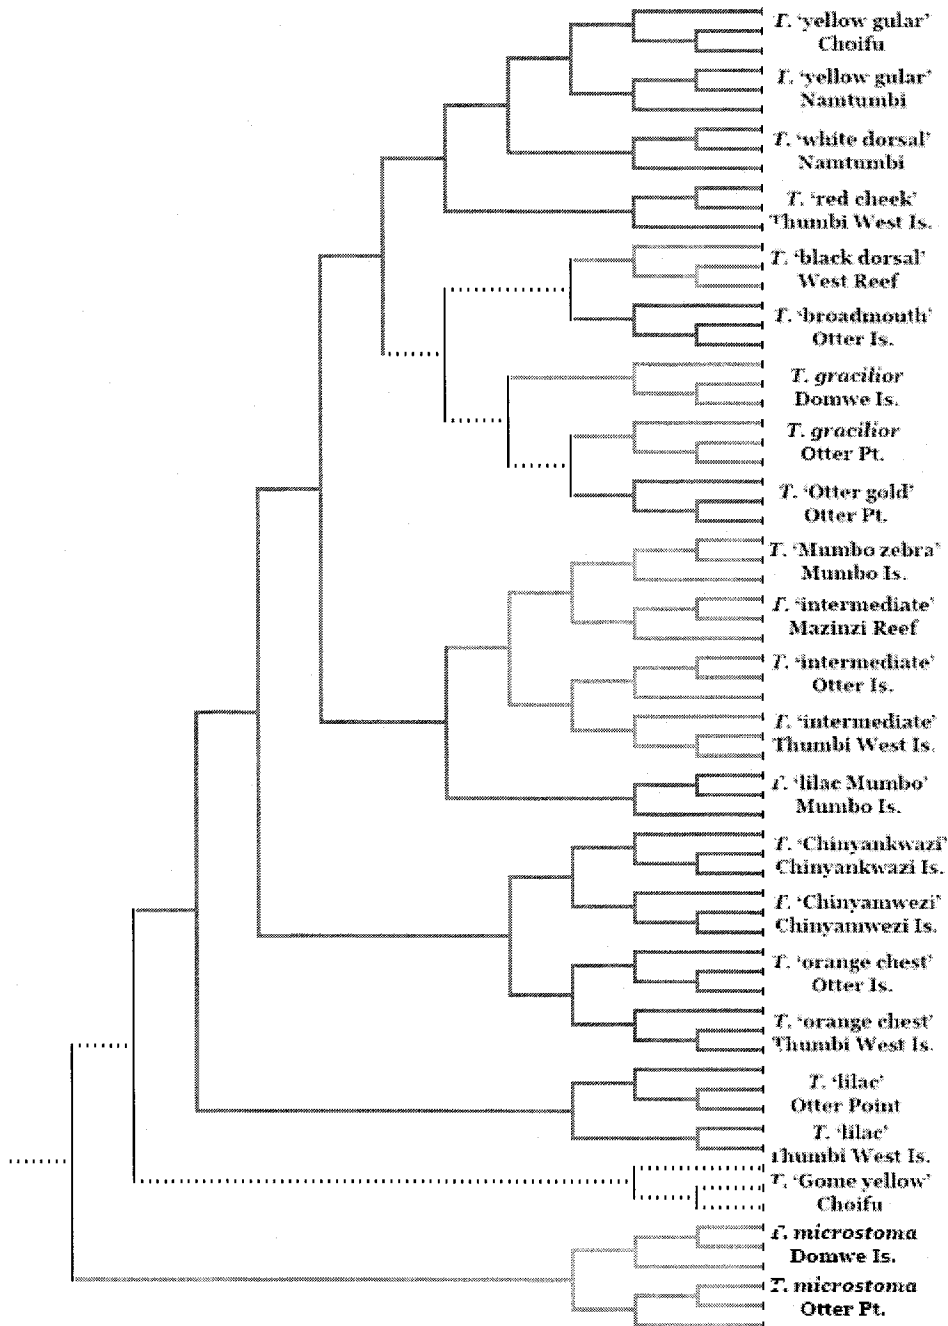 T. ‘yellow gular’
Choifu
T. ‘yellow gular’
Namtumbi
T. ‘white dorsal’
Namtumbi
T. ‘red cheek’
Thumbi West Is.
T. ‘black dorsal’
West Reef
T. ‘broadmouth’
Otter Is.
T. gracilior
Domwe Is.
T. gracilior
Otter Pt.
T. ‘Otter gold’
Otter Pt.
T. ‘Mumbo zebra’
Mumbo Is.
T. ‘intermediate’
Mazinzi Reef
T. ‘intermediate’
Otter Is.
T. ‘intermediate’
Thumbi West Is.
T. ‘lilac Mumbo’
Mumbo Is.
T. ‘Chinyankwazi’
Chinyankwazi Is.
T. ‘Chinyamwezi’
Chinyamwezi Is.
T. ‘orange chest’
Otter Is.
T. ‘orange chest’
Thumbi West Is.
T. ‘lilac’
Otter Point
T. ‘lilac’
Thumbi West Is.
T. ‘Gome yellow’
Choifu
T. microstoma
Domwe Is.
T. microstoma
Otter Pt.